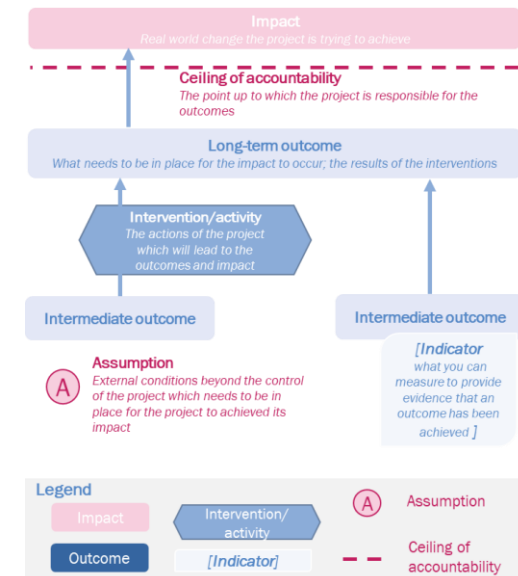 Impact
Real world change the project is trying to achieve
Ceiling of accountability
The point up to which the project is responsible for the
outcomes
Long-term outcome
What needs to be in place for the impact to occur; the results of the interventions
Intervention/activity
The actions of the project
which will lead to the
outcomes and impact
Intermediate outcome
Intermediate outcome
A
Assumption
External conditions beyond the control
of the project which needs to be in
place for the project to achieved its
impact
[Indicator
what you can
measure to provide
evidence that an
outcome has been
achieved ]
Legend
Impact
Intervention/
activity
A
Assumption
Outcome
[Indicator]
Ceiling of
accountability